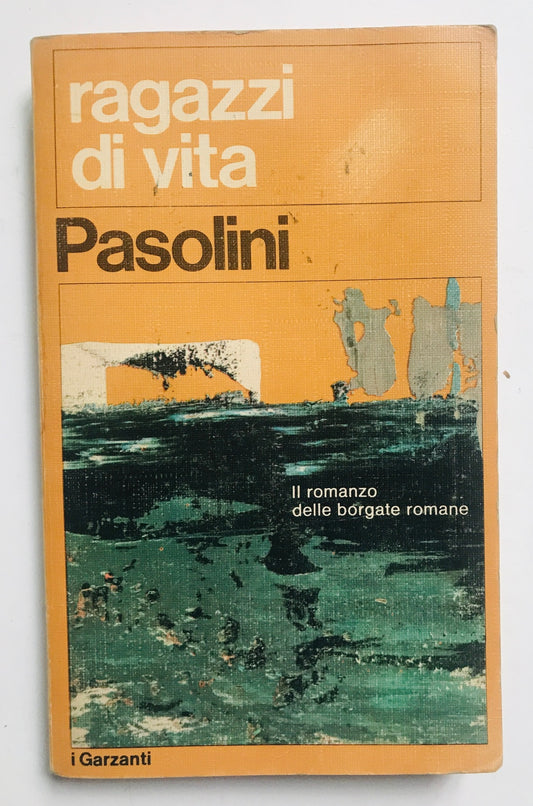 ragazzi
di vita
Pasolini
Il romanzo
delle borgate romane
i Garzanti